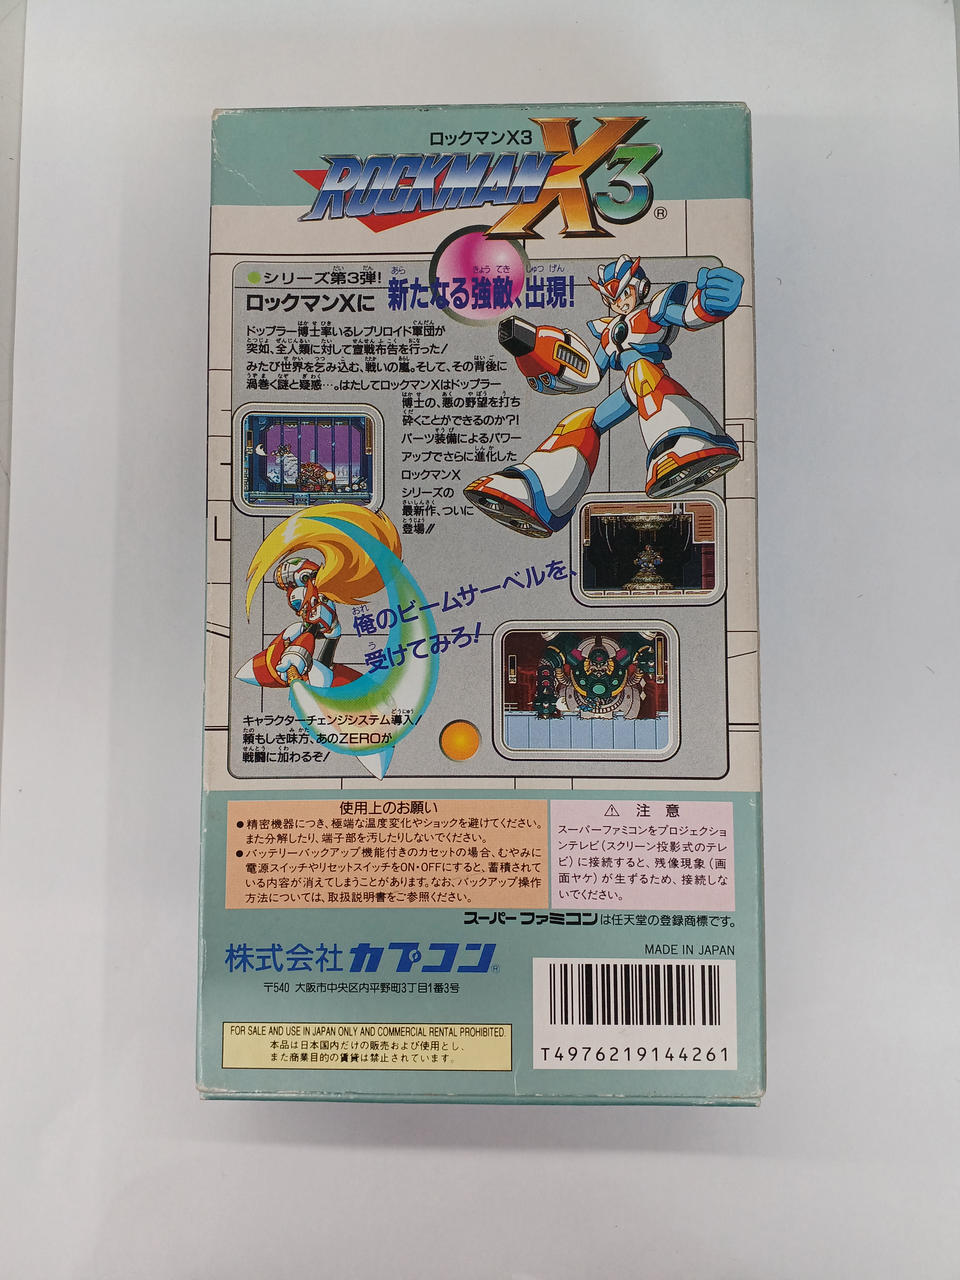 ロックマンX3
ROCKMAN X3 ®
●シリーズ第3弾!
ロックマンXに新たなる強敵、出現!
ドップラー博士率いるレプリロイド軍団が
突如、全人類に対して宣戦布告を行った!
みたび世界を呑み込む、戦いの嵐。そして、その背後に
渦巻く謎と疑惑…。はたしてロックマンXはドップラー
博士の、悪の野望を打ち
砕くことができるのか?!
パーツ装備によるパワー
アップでさらに進化した
ロックマンX
シリーズの
最新作、ついに
登場!!
俺のビームサーベルを、
受けてみろ!
キャラクターチェンジシステム導入!
頼もしき味方、あのZEROが
戦闘に加わるぞ!
使用上のお願い
●精密機器につき、極端な温度変化やショックを避けてください。
また分解したり、端子部を汚したりしないでください。
●バッテリーバックアップ機能付きのカセットの場合、むやみに
電源スイッチやリセットスイッチをON・OFFにすると、蓄積されて
いる内容が消えてしまうことがあります。なお、バックアップ操作
方法については、取扱説明書をご参照ください。
⚠ 注意
スーパーファミコンをプロジェクショ
ンテレビ(スクリーン投影式のテレ
ビ)に接続すると、残像現象(画
面ヤケ)が生ずるため、接続しな
いでください。
スーパーファミコンは任天堂の登録商標です。
株式会社カプコン®
〒540 大阪市中央区内平野町3丁目1番3号
MADE IN JAPAN
FOR SALE AND USE IN JAPAN ONLY AND COMMERCIAL RENTAL PROHIBITED.
本品は日本国内だけの販売および使用とし、
また商業目的の賃貸は禁止されています。
T4976219144261